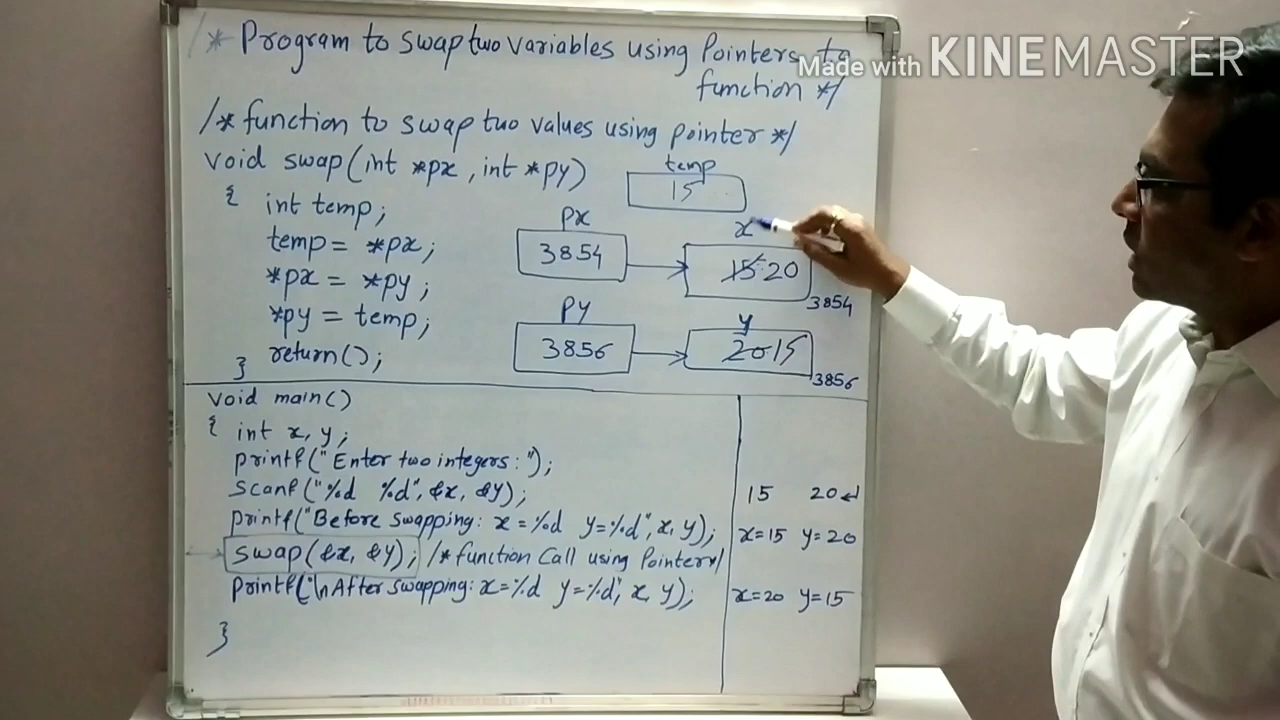 /* Program to swap two variables using Pointers to
function */
Made with KINEMASTER
/* function to swap two values using pointer */
void swap(int *px, int *py)
temp
15
{ int temp;
px
x
temp = *px;
3854
15 20
3854
*px = *py;
py
y
*py = temp;
3856
20 15
3856
return();
}
void main()
{ int x, y;
printf("Enter two integers:");
scanf("%d %d", &x, &y);
15 20
printf("Before swapping: x=%d y=%d", x, y);
x=15 y=20
swap(&x, &y); /* function Call using Pointer*/
printf("\nAfter swapping: x=%d y=%d", x, y);
x=20 y=15
}